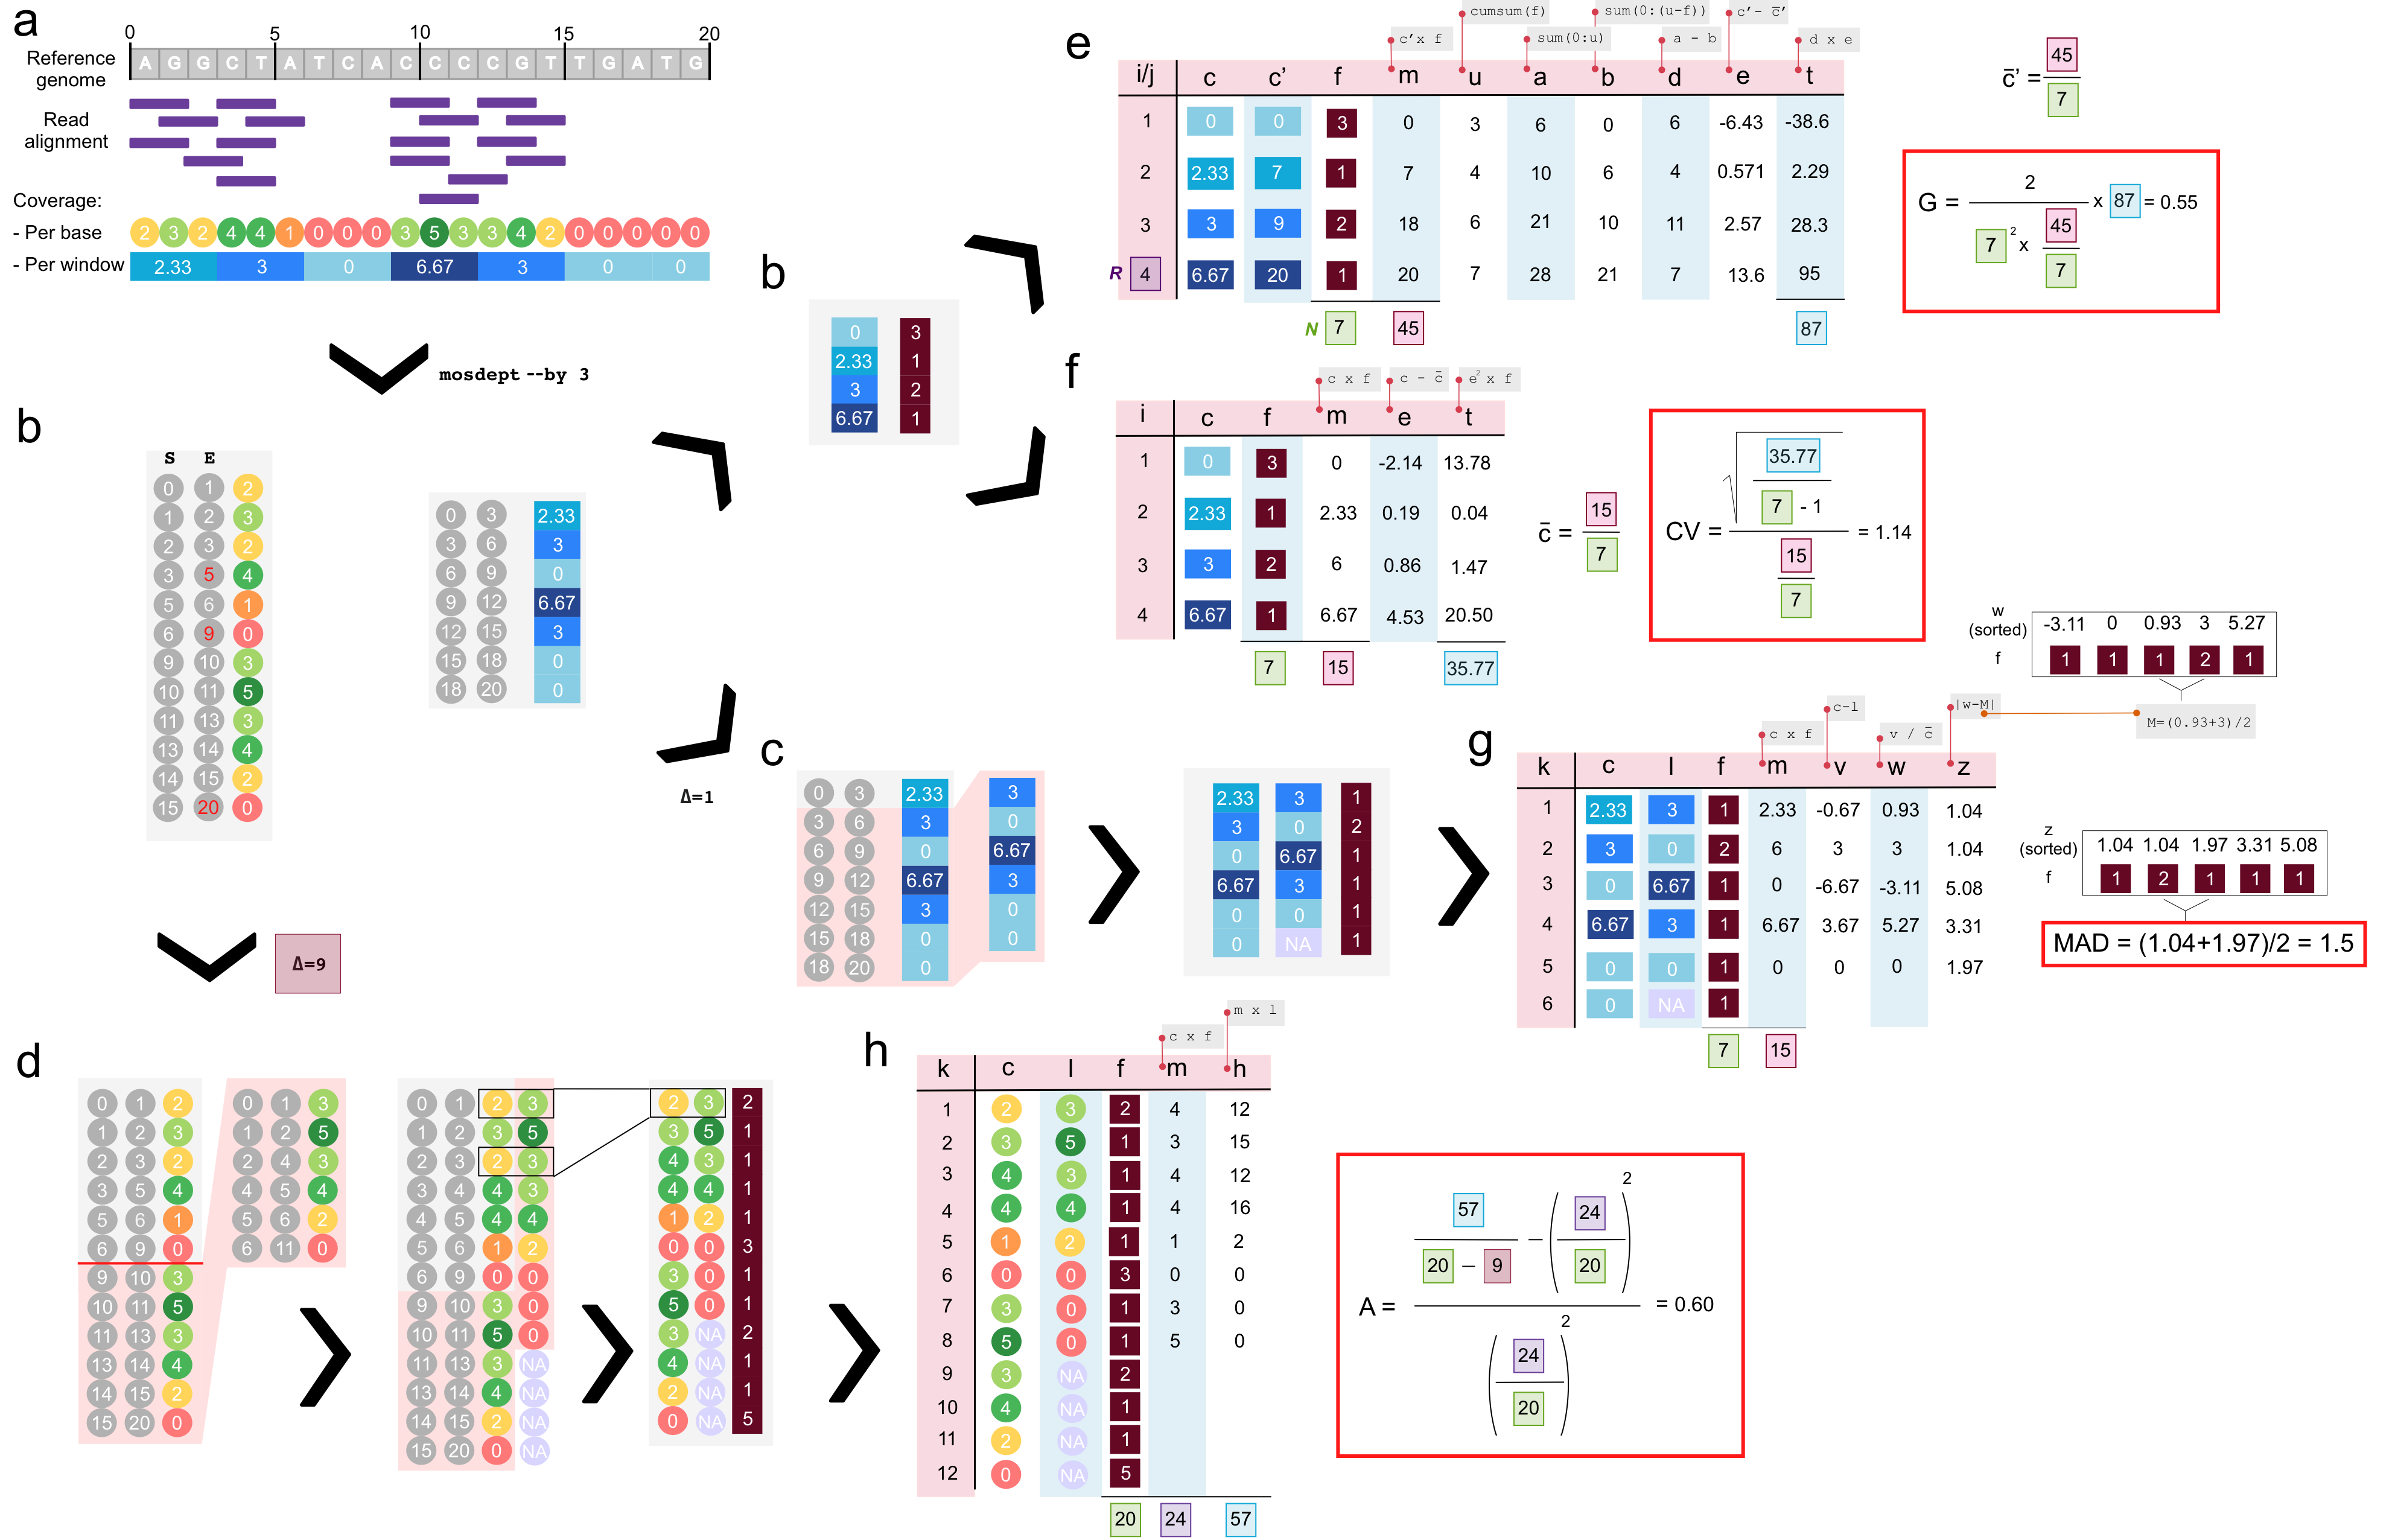 a
0 5 10 15 20
Reference genome
A G G C T A T C A C C C C G T T G A T G
Read alignment
Coverage:
- Per base 2 3 2 4 4 1 0 0 0 3 5 3 3 4 2 0 0 0 0 0
- Per window 2.33 3 0 6.67 3 0 0
mosdept --by 3
b
S E
0 1 2
1 2 3
2 3 2
3 5 4
5 6 1
6 9 0
9 10 3
10 11 5
11 13 3
13 14 4
14 15 2
15 20 0
0 3 2.33
3 6 3
6 9 0
9 12 6.67
12 15 3
15 18 0
18 20 0
Δ=1
Δ=9
b
0 3
2.33 1
3 2
6.67 1
c
0 3 2.33 3
3 6 3 0
6 9 0 6.67
9 12 6.67 3
12 15 3 0
15 18 0 0
18 20 0
2.33 3 1
3 0 2
0 6.67 1
6.67 3 1
0 0 1
0 NA 1
d
0 1 2
1 2 3
2 3 2
3 5 4
5 6 1
6 9 0
9 10 3
10 11 5
11 13 3
13 14 4
14 15 2
15 20 0
0 1 3
1 2 5
2 4 3
4 5 4
5 6 2
6 11 0
0 1 2 3
1 2 3 5
2 3 2 3
3 4 4 3
4 5 4 4
5 6 1 2
6 9 0 0
9 10 3 0
10 11 5 0
11 13 3 NA
13 14 4 NA
14 15 2 NA
15 20 0 NA
2 3 2
3 5 1
4 3 1
4 4 1
1 2 1
0 0 3
3 0 1
5 0 1
3 NA 2
4 NA 1
2 NA 1
0 NA 5
e
cumsum(f) sum(0:(u-f)) c’- c̅’
c’x f sum(0:u) a - b d x e
i/j c c’ f m u a b d e t
1 0 0 3 0 3 6 0 6 -6.43 -38.6
2 2.33 7 1 7 4 10 6 4 0.571 2.29
3 3 9 2 18 6 21 10 11 2.57 28.3
R 4 6.67 20 1 20 7 28 21 7 13.6 95
N 7 45 87
c̅’ = 45
7
G = 2
7 2 x 45
7
x 87 = 0.55
f
c x f c - c̅ e2 x f
i c f m e t
1 0 3 0 -2.14 13.78
2 2.33 1 2.33 0.19 0.04
3 3 2 6 0.86 1.47
4 6.67 1 6.67 4.53 20.50
7 15 35.77
c̅ = 15
7
CV = √ 35.77
7 - 1
15
7
= 1.14
g
c x f c-l v / c̅ |w-M|
k c l f m v w z
1 2.33 3 1 2.33 -0.67 0.93 1.04
2 3 0 2 6 3 3 1.04
3 0 6.67 1 0 -6.67 -3.11 5.08
4 6.67 3 1 6.67 3.67 5.27 3.31
5 0 0 1 0 0 0 1.97
6 0 NA 1
7 15
w (sorted) -3.11 0 0.93 3 5.27
f 1 1 1 2 1
M=(0.93+3)/2
z (sorted) 1.04 1.04 1.97 3.31 5.08
f 1 2 1 1 1
MAD = (1.04+1.97)/2 = 1.5
h
c x f m x l
k c l f m h
1 2 3 2 4 12
2 3 5 1 3 15
3 4 3 1 4 12
4 4 4 1 4 16
5 1 2 1 1 2
6 0 0 3 0 0
7 3 0 1 3 0
8 5 0 1 5 0
9 3 NA 2
10 4 NA 1
11 2 NA 1
12 0 NA 5
20 24 57
A = 57
20 − 9
− ( 24
20 ) 2
( 24
20 ) 2
= 0.60